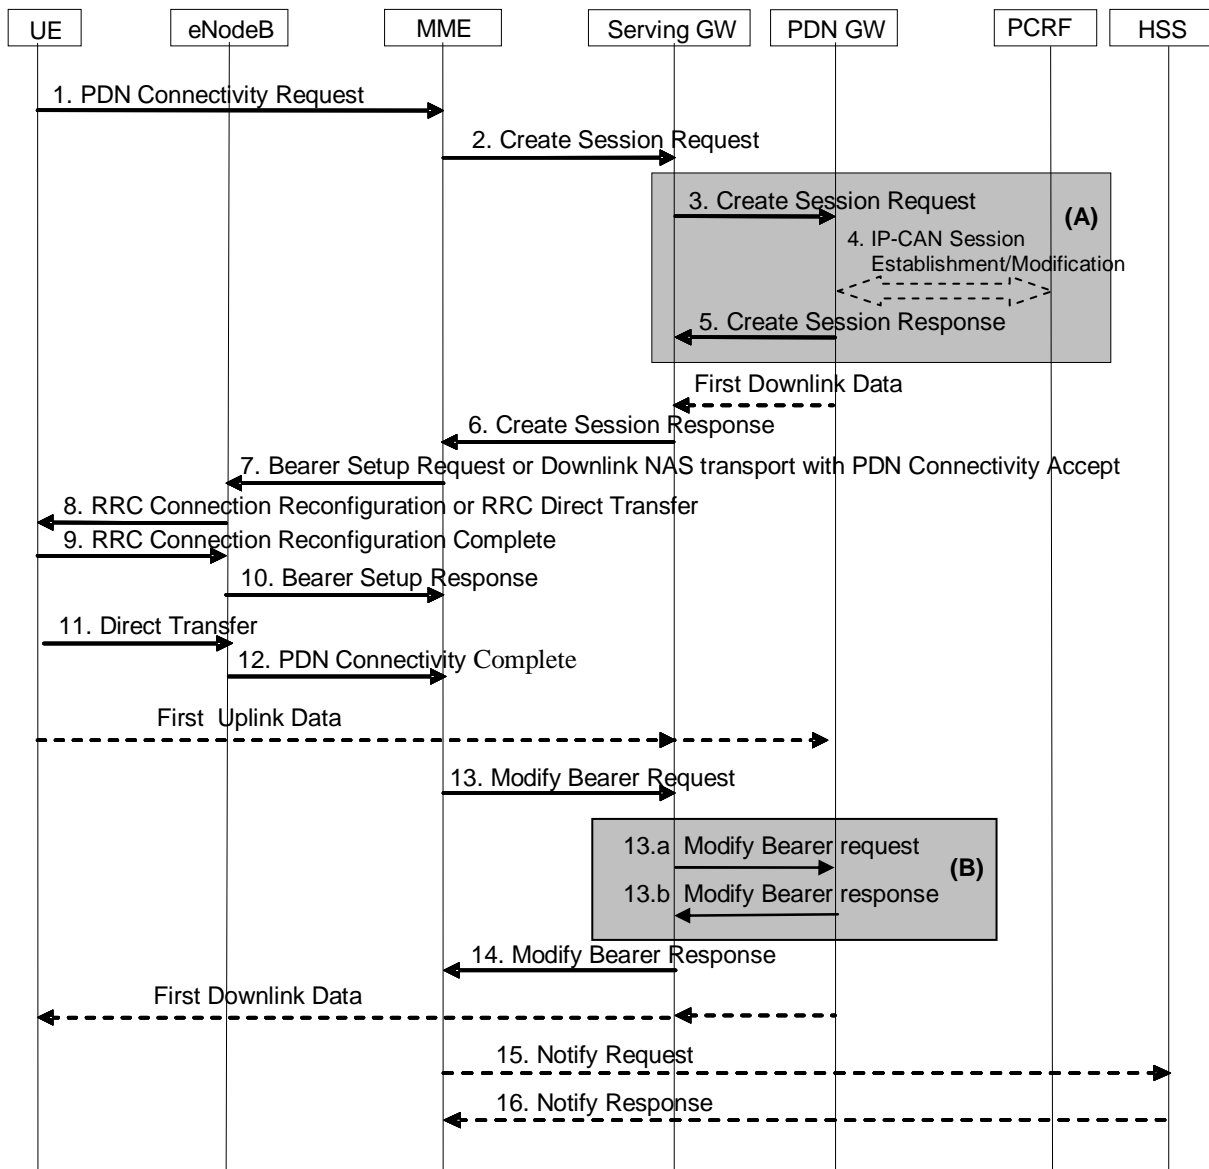 UE eNodeB MME Serving GW PDN GW PCRF HSS
1. PDN Connectivity Request
2. Create Session Request
3. Create Session Request
(A)
4. IP-CAN Session
Establishment/Modification
5. Create Session Response
First Downlink Data
6. Create Session Response
7. Bearer Setup Request or Downlink NAS transport with PDN Connectivity Accept
8. RRC Connection Reconfiguration or RRC Direct Transfer
9. RRC Connection Reconfiguration Complete
10. Bearer Setup Response
11. Direct Transfer
12. PDN Connectivity Complete
First Uplink Data
13. Modify Bearer Request
13.a Modify Bearer request
(B)
13.b Modify Bearer response
14. Modify Bearer Response
First Downlink Data
15. Notify Request
16. Notify Response